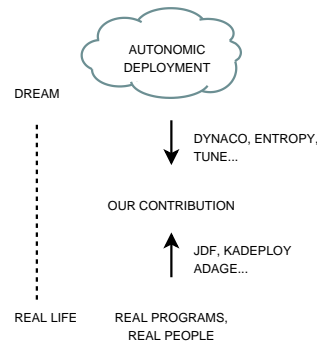 AUTONOMIC
DEPLOYMENT
DREAM
DYNACO, ENTROPY,
TUNE...
OUR CONTRIBUTION
JDF, KADEPLOY
ADAGE...
REAL LIFE
REAL PROGRAMS,
REAL PEOPLE